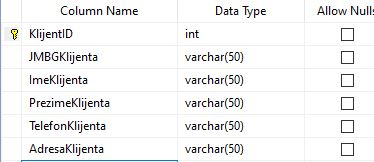 Column Name Data Type Allow Nulls
KlijentID int
JMBGKlijenta varchar(50)
ImeKlijenta varchar(50)
PrezimeKlijenta varchar(50)
TelefonKlijenta varchar(50)
AdresaKlijenta varchar(50)